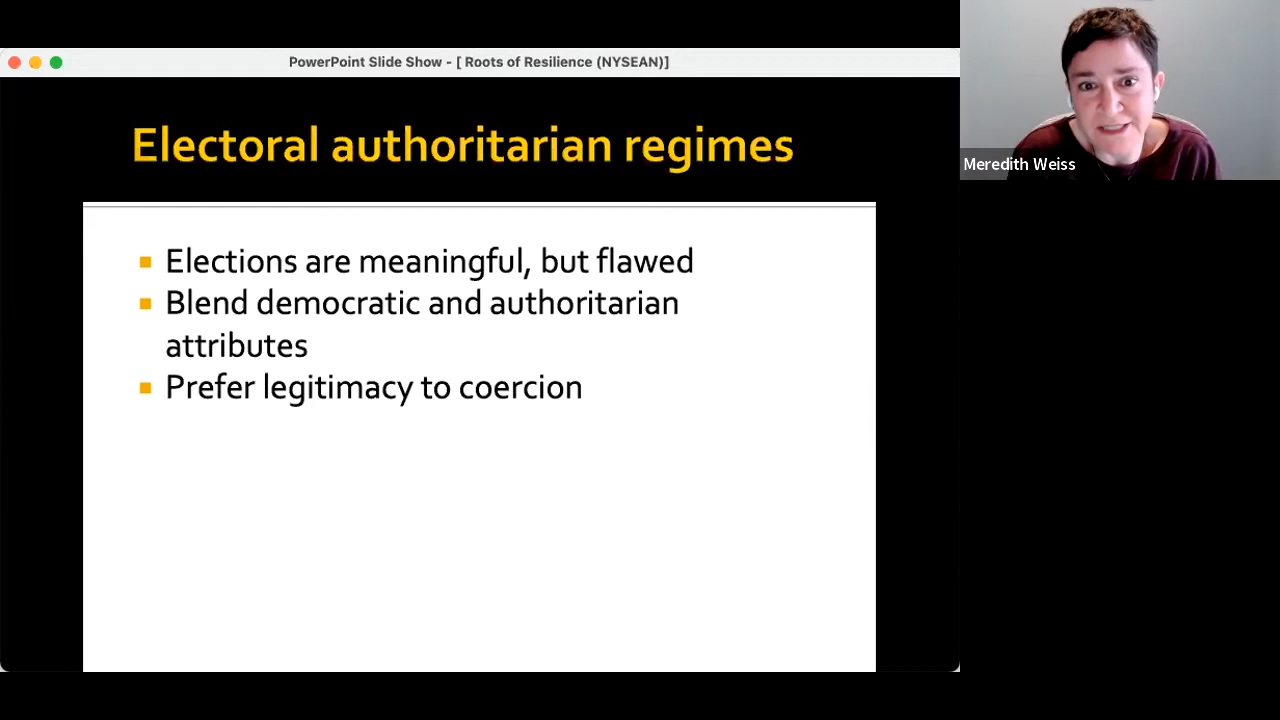 PowerPoint Slide Show - [ Roots of Resilience (NYSEAN)]
Electoral authoritarian regimes
Elections are meaningful, but flawed
Blend democratic and authoritarian
attributes
Prefer legitimacy to coercion
Meredith Weiss